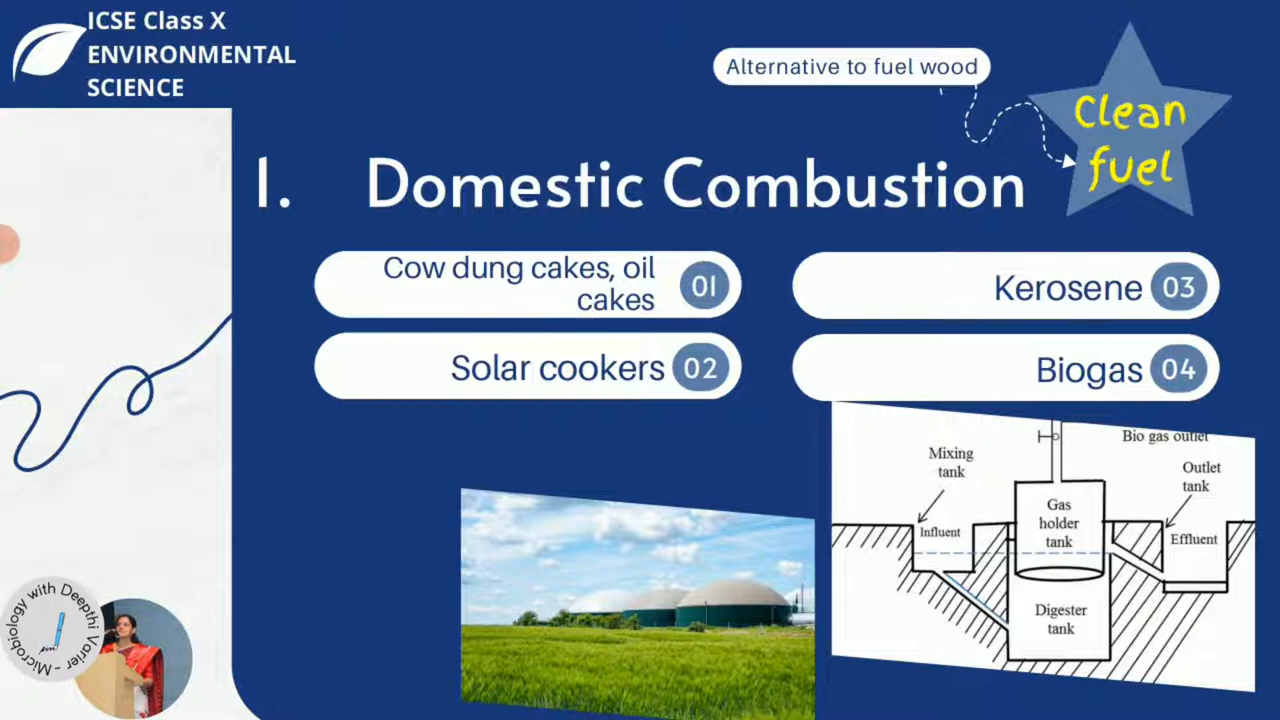 ICSE Class X
ENVIRONMENTAL
SCIENCE
Alternative to fuel wood
Clean
fuel
1. Domestic Combustion
Cow dung cakes, oil
cakes
01
Kerosene 03
Solar cookers 02
Biogas 04
Bio gas outlet
Mixing
tank
Outlet
tank
Gas
holder
tank
Influent
Effluent
Digester
tank
Microbiology with Deepthi Varier -